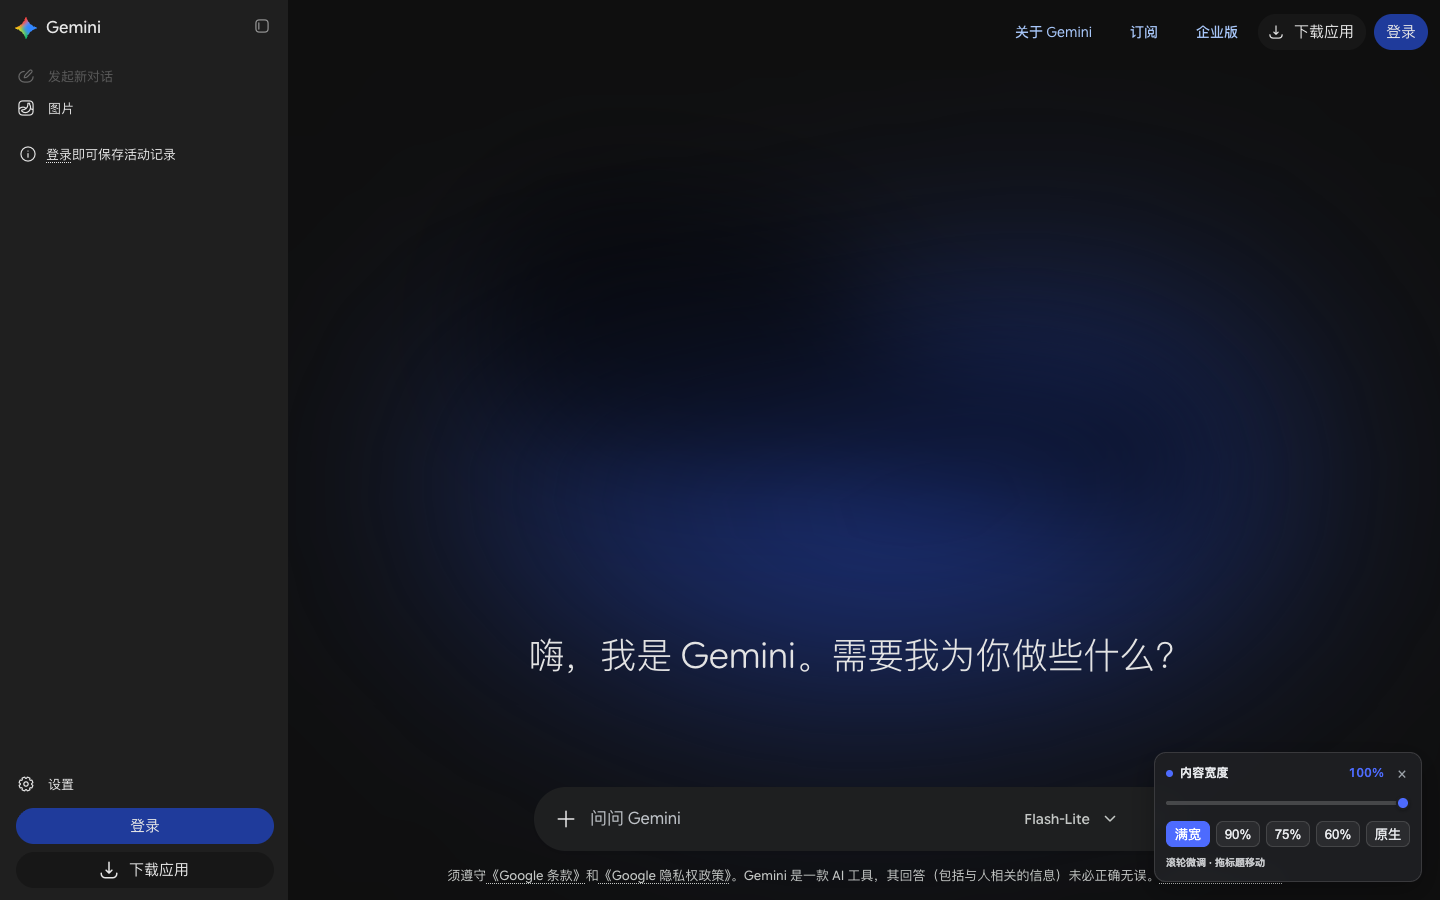 Gemini
发起新对话
图片
登录即可保存活动记录
设置
登录
下载应用
关于 Gemini
订阅
企业版
下载应用
登录
嗨，我是 Gemini。需要我为你做些什么？
问问 Gemini
Flash-Lite
须遵守《Google 条款》和《Google 隐私权政策》。Gemini 是一款 AI 工具，其回答（包括与人相关的信息）未必正确无误。
内容宽度
100%
×
满宽
90%
75%
60%
原生
滚轮微调 · 拖标题移动